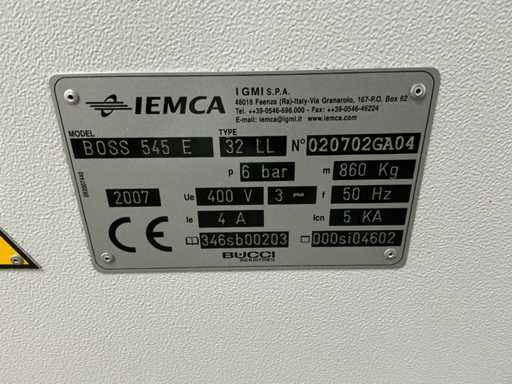 IEMCA
IGMI S.P.A.
48018 Faenza (Ra)-Italy-Via Granarolo, 167-P.O. Box 62
Tel. ++39-0546-698.000 - Fax: ++39-0546-46224
E-mail: iemca@igmi.it www.iemca.com
MODEL TYPE
BOSS 545 E 32 LL N° 020702GA04
p 6 bar m 860 Kg
2007 Ue 400 V 3 ~ f 50 Hz
CE Ie 4 A Icn 5 KA
346sb00203 000si04602
BUCCI
INDUSTRIES